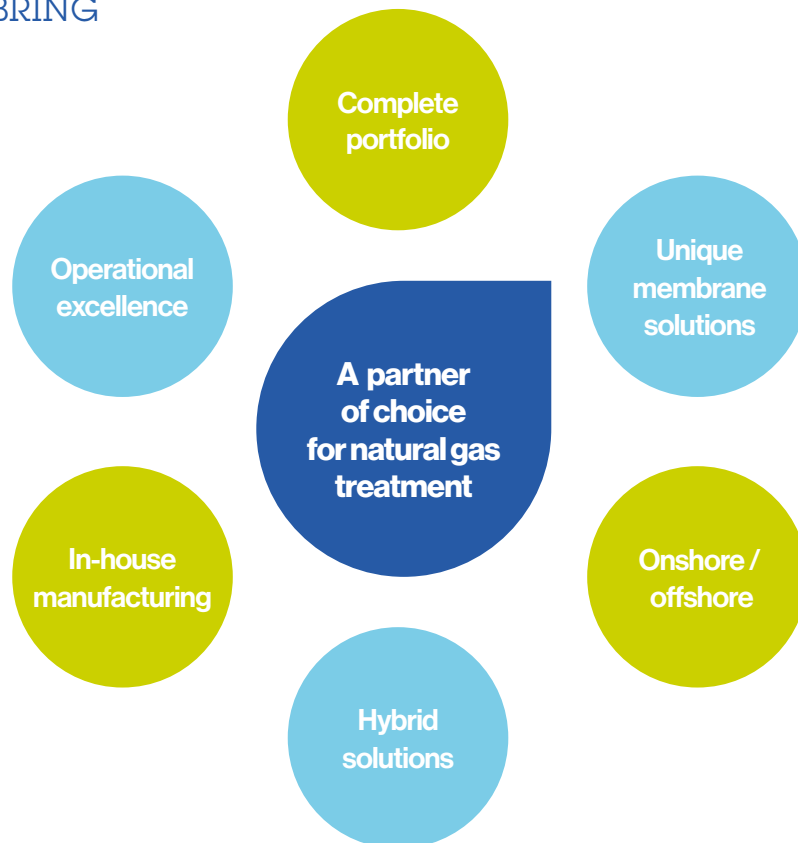 BRING
Complete
portfolio
Operational
excellence
Unique
membrane
solutions
A partner
of choice
for natural gas
treatment
In-house
manufacturing
Onshore /
offshore
Hybrid
solutions